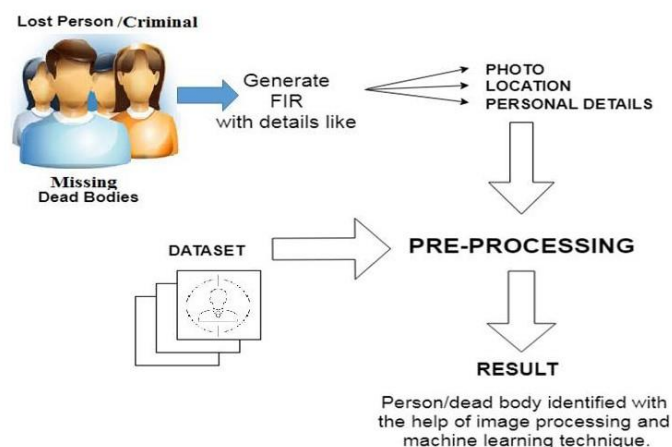 Lost Person /Criminal
Missing
Dead Bodies
Generate
FIR
with details like
PHOTO
LOCATION
PERSONAL DETAILS
DATASET
PRE-PROCESSING
RESULT
Person/dead body identified with
the help of image processing and
machine learning technique.